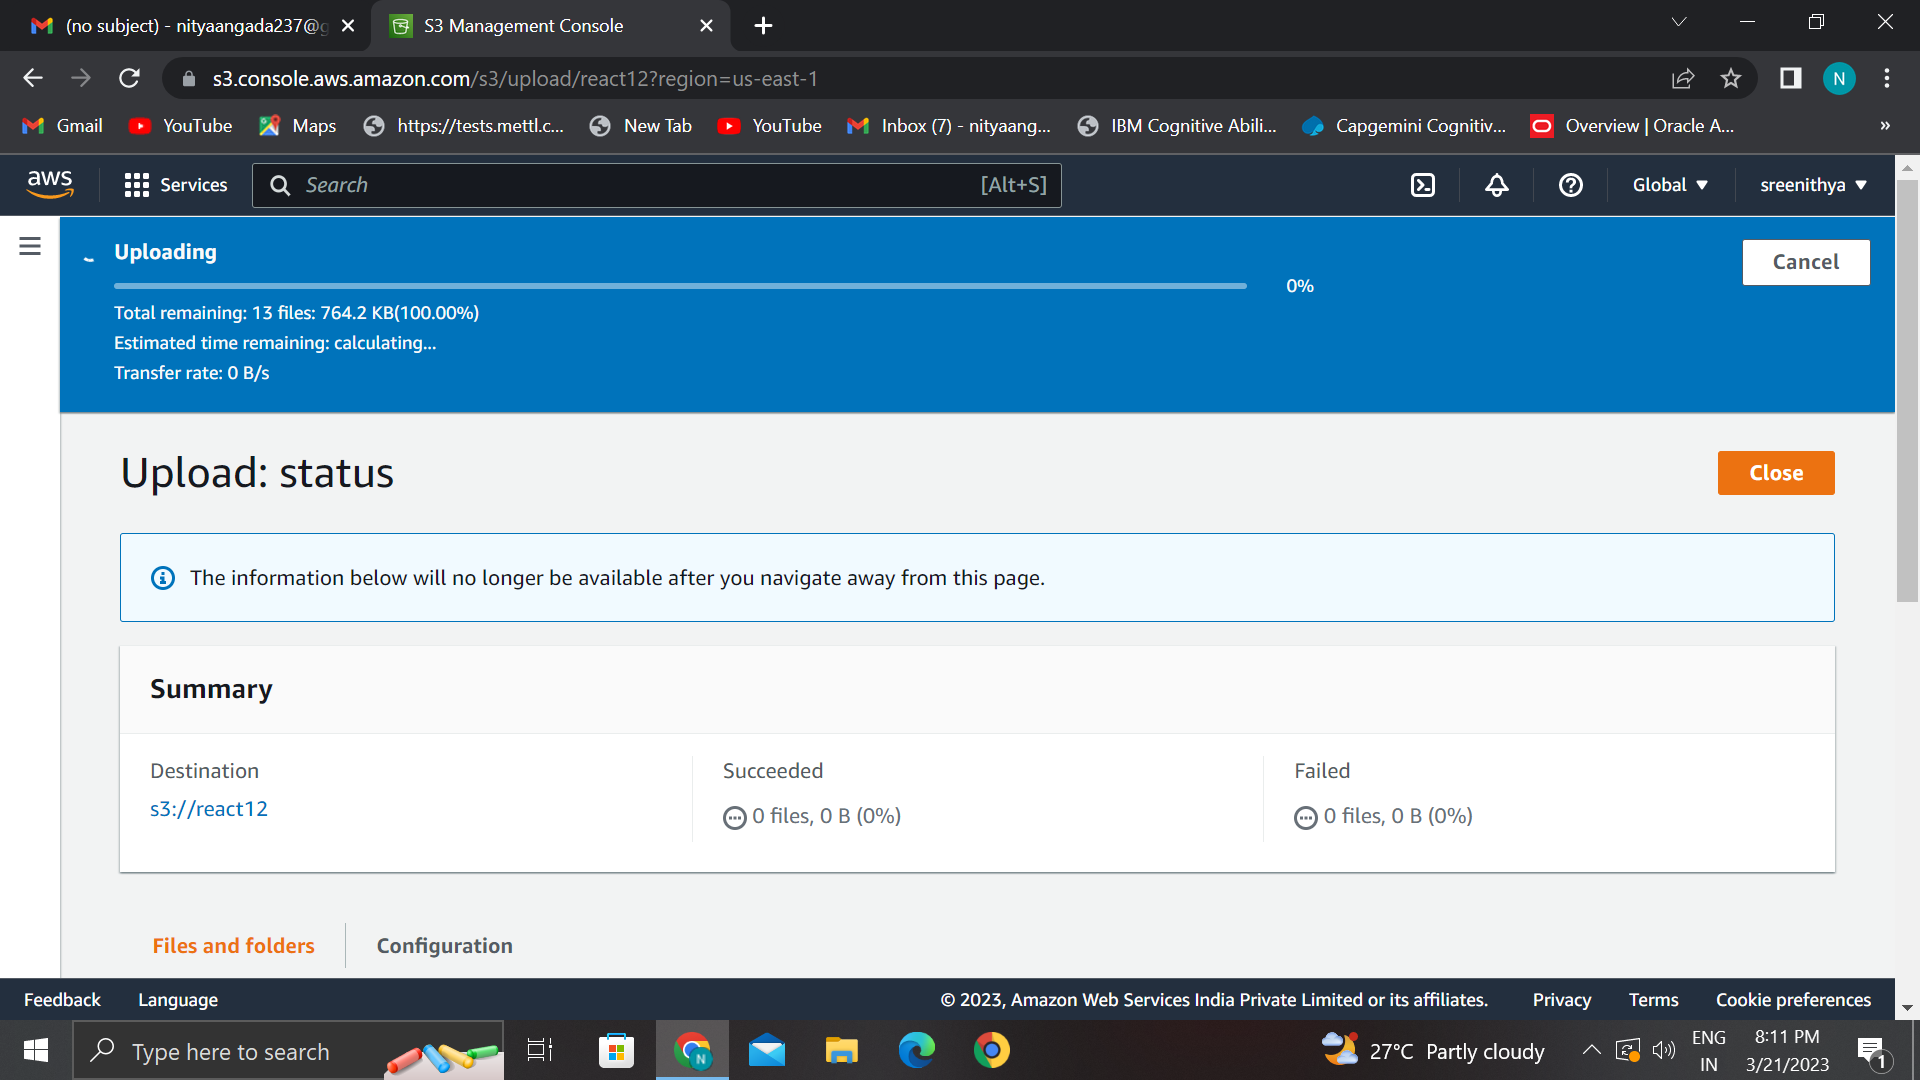 (no subject) - nityaangada237@g
S3 Management Console
s3.console.aws.amazon.com/s3/upload/react12?region=us-east-1
N
Gmail
YouTube
Maps
https://tests.mettl.c...
New Tab
YouTube
Inbox (7) - nityaang...
IBM Cognitive Abili...
Capgemini Cognitiv...
Overview | Oracle A...
»
aws
Services
Search
[Alt+S]
Global
sreenithya
Uploading
Cancel
0%
Total remaining: 13 files: 764.2 KB(100.00%)
Estimated time remaining: calculating...
Transfer rate: 0 B/s
Upload: status
Close
The information below will no longer be available after you navigate away from this page.
Summary
Destination
s3://react12
Succeeded
0 files, 0 B (0%)
Failed
0 files, 0 B (0%)
Files and folders
Configuration
Feedback
Language
© 2023, Amazon Web Services India Private Limited or its affiliates.
Privacy
Terms
Cookie preferences
Type here to search
N
27°C Partly cloudy
ENG
IN
8:11 PM
3/21/2023
1